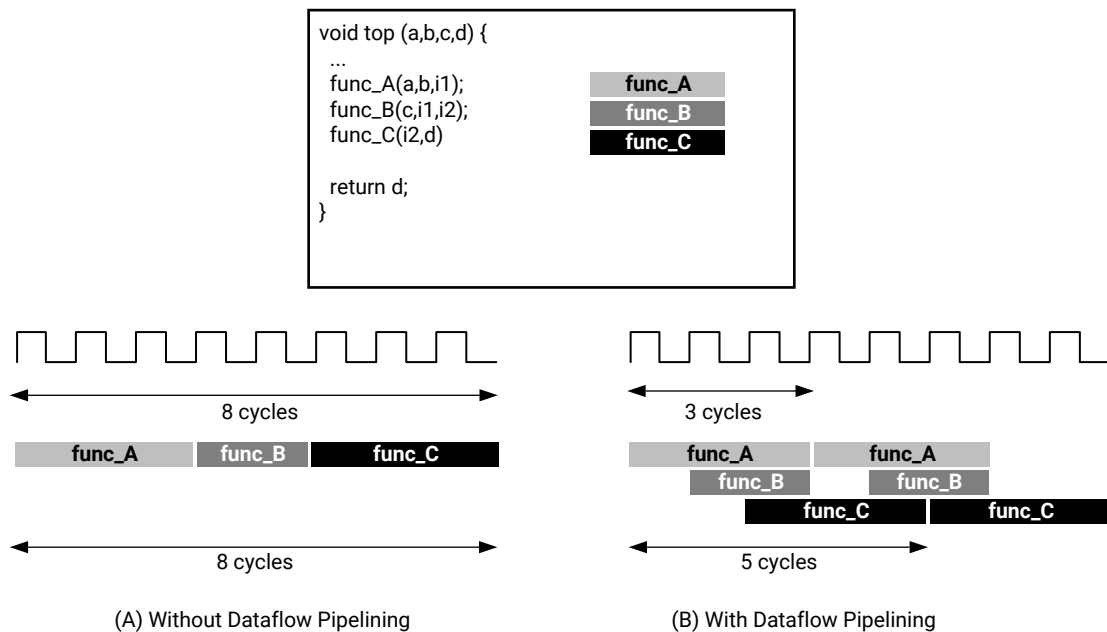 void top (a,b,c,d) {
...
func_A(a,b,i1);
func_B(c,i1,i2);
func_C(i2,d)
return d;
}
func_A
func_B
func_C
8 cycles
func_A func_B func_C
8 cycles
(A) Without Dataflow Pipelining
3 cycles
func_A func_A
func_B func_B
func_C func_C
5 cycles
(B) With Dataflow Pipelining